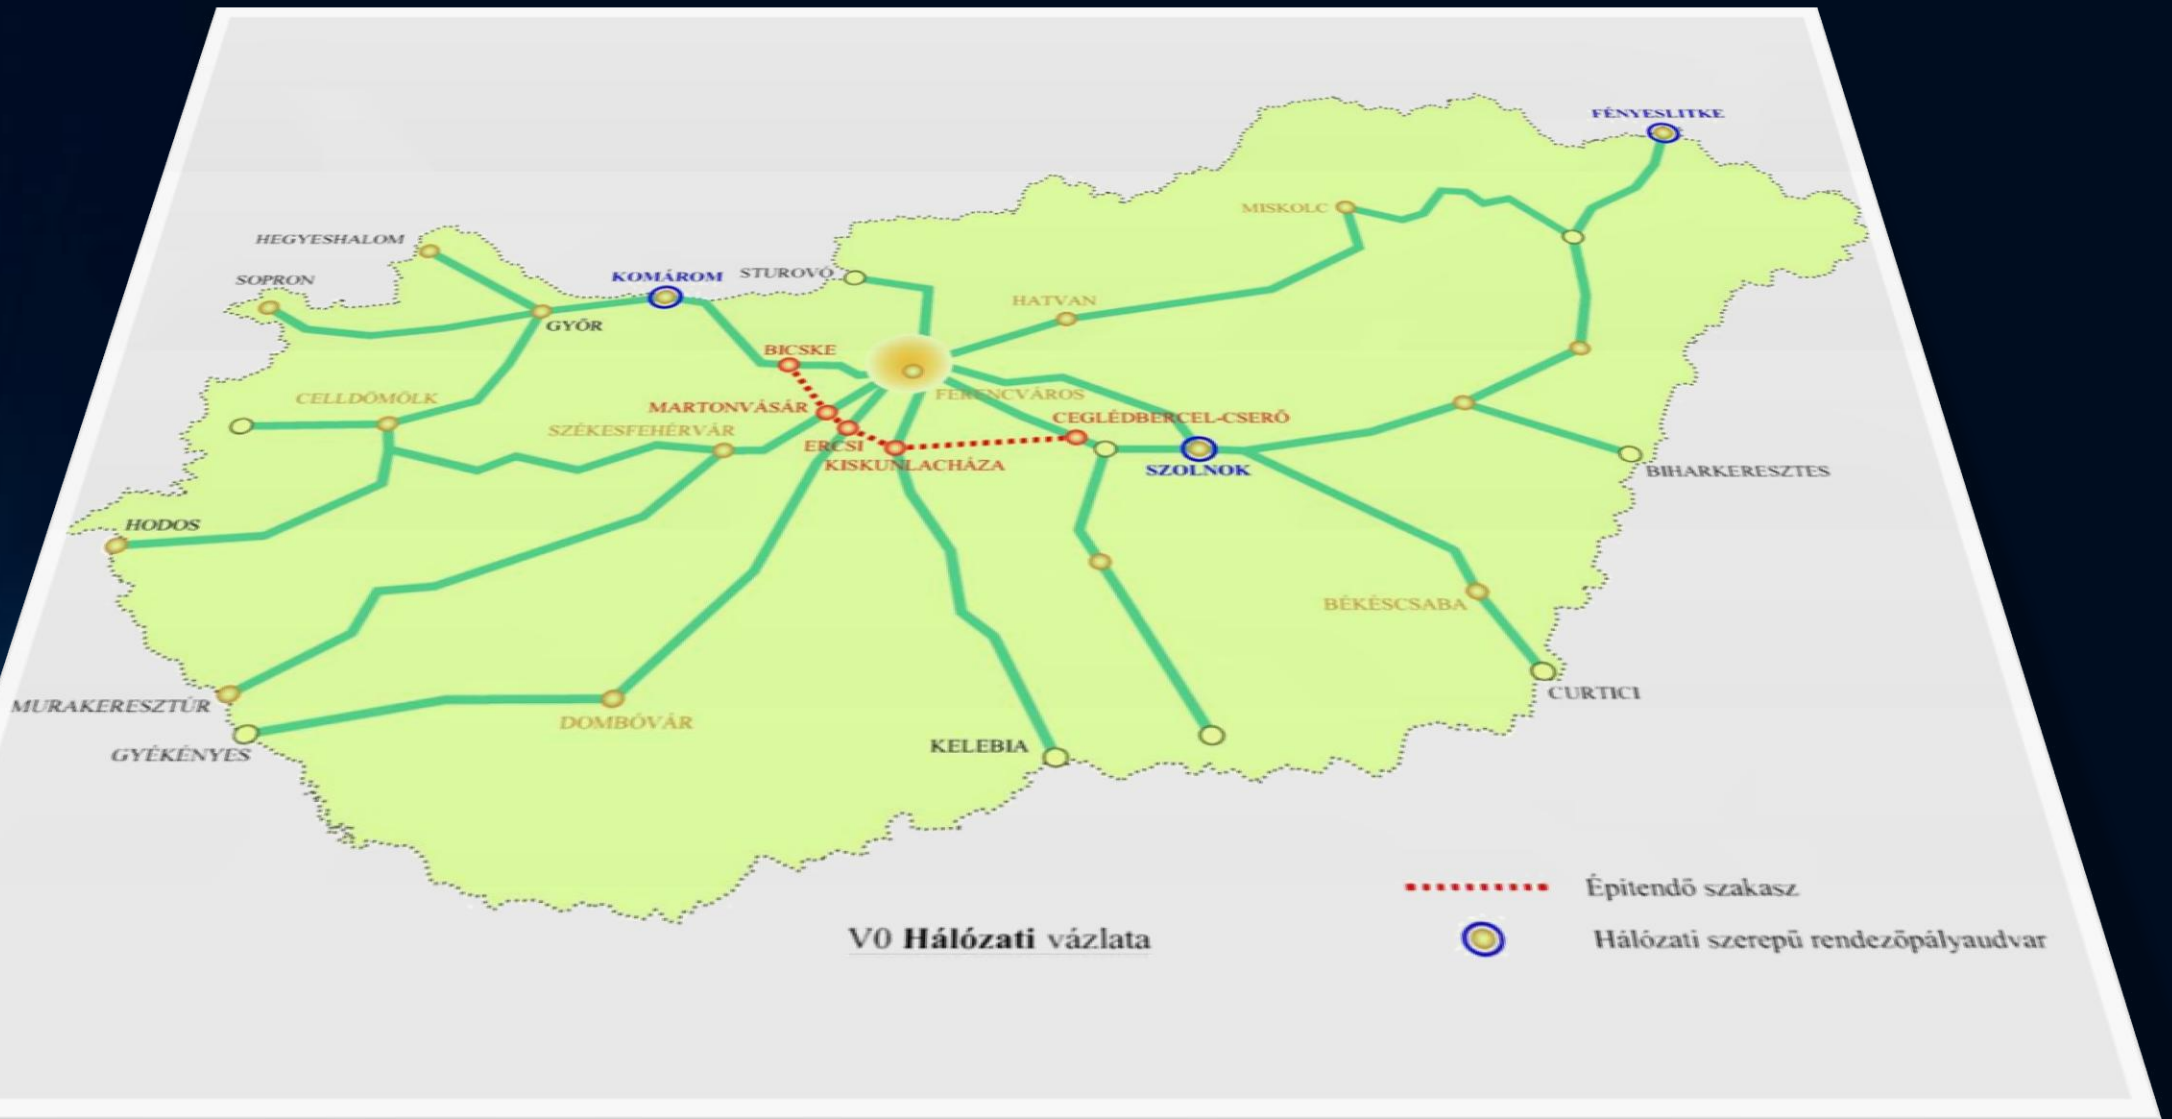 FÉNYESLITKE
MISKOLC
HEGYESHALOM
SOPRON
KOMÁROM
STUROVÓ
HATVAN
GYŐR
BICSKE
FERENCVÁROS
CELLDÖMÖLK
MARTONVÁSÁR
CEGLÉDBERCEL-CSERŐ
SZÉKESFEHÉRVÁR
ERCSI
KISKUNLACHÁZA
SZOLNOK
BIHARKERESZTES
HODOS
BÉKÉSCSABA
CURTICI
MURAKERESZTÚR
DOMBÓVÁR
KELEBIA
GYÉKÉNYES
Építendő szakasz
V0 Hálózati vázlata
Hálózati szerepű rendezőpályaudvar